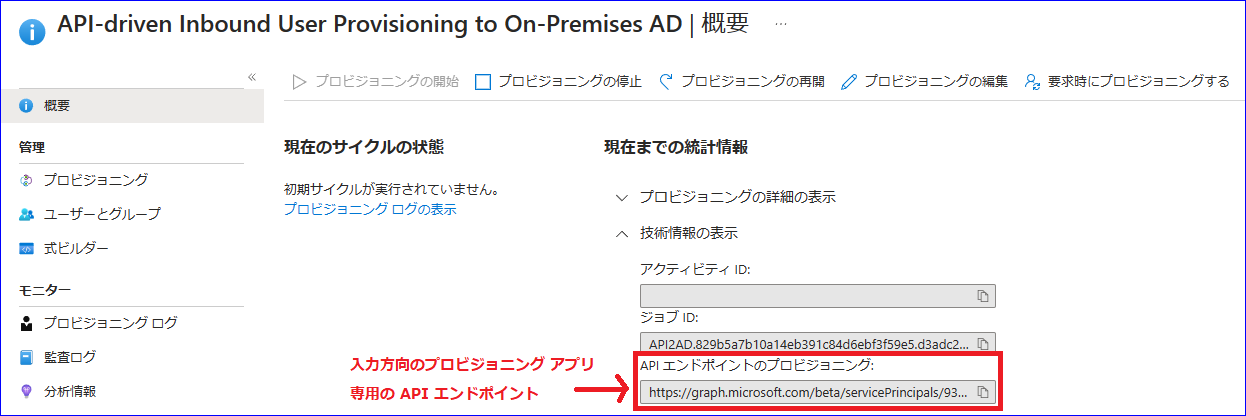 API-driven Inbound User Provisioning to On-Premises AD | 概要 ...
«
プロビジョニングの開始 プロビジョニングの停止 プロビジョニングの再開 プロビジョニングの編集 要求時にプロビジョニングする
概要
管理
プロビジョニング
ユーザーとグループ
式ビルダー
モニター
プロビジョニング ログ
監査ログ
分析情報
現在のサイクルの状態
初期サイクルが実行されていません。
プロビジョニング ログの表示
現在までの統計情報
プロビジョニングの詳細の表示
技術情報の表示
アクティビティ ID:
ジョブ ID:
API2AD.829b5a7b10a14eb391c84d6ebf3f59e5.d3adc2...
API エンドポイントのプロビジョニング:
https://graph.microsoft.com/beta/servicePrincipals/93...
入力方向のプロビジョニング アプリ
専用の API エンドポイント